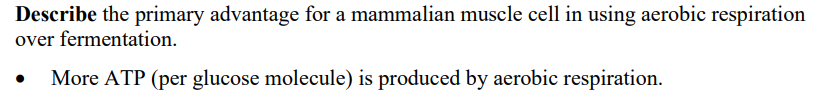 Describe the primary advantage for a mammalian muscle cell in using aerobic respiration
over fermentation.
• More ATP (per glucose molecule) is produced by aerobic respiration.